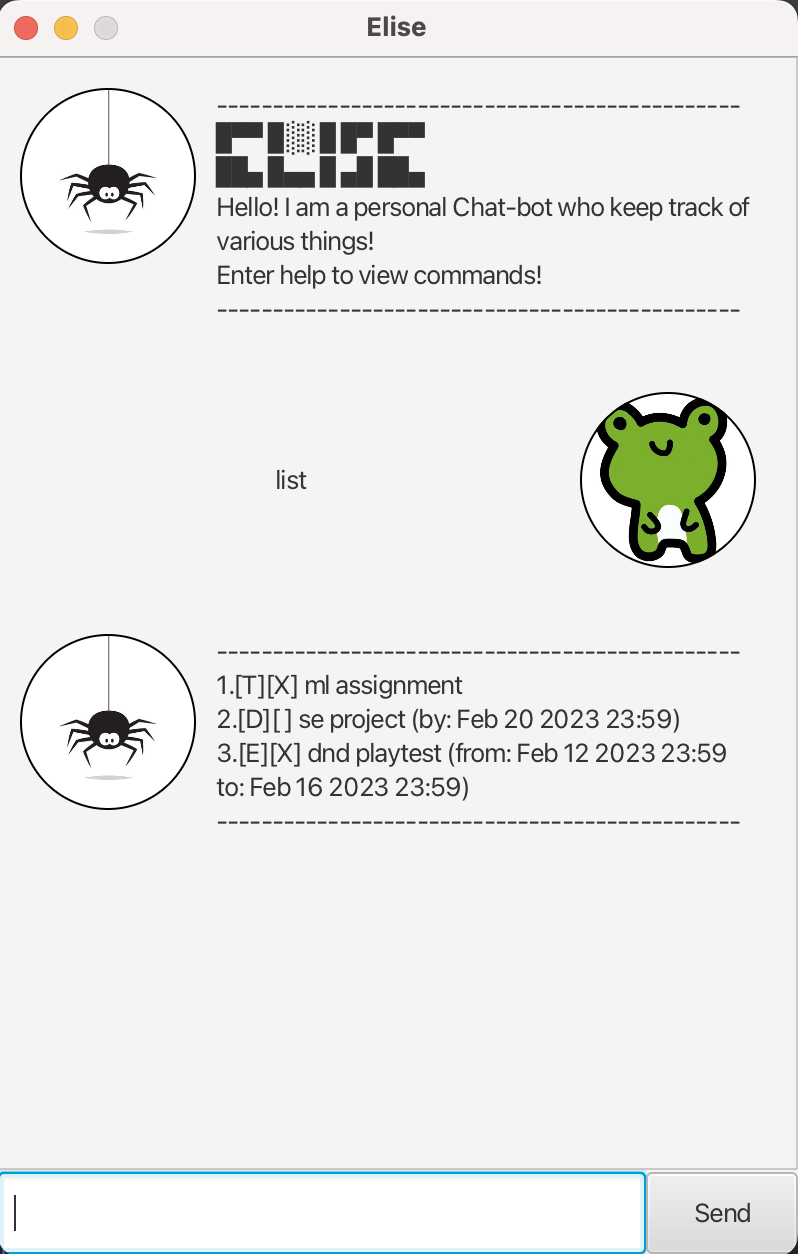 Elise
-----------------------------------------------
ELISE
Hello! I am a personal Chat-bot who keep track of
various things!
Enter help to view commands!
-----------------------------------------------
list
-----------------------------------------------
1.[T][X] ml assignment
2.[D][ ] se project (by: Feb 20 2023 23:59)
3.[E][X] dnd playtest (from: Feb 12 2023 23:59
to: Feb 16 2023 23:59)
-----------------------------------------------
Send